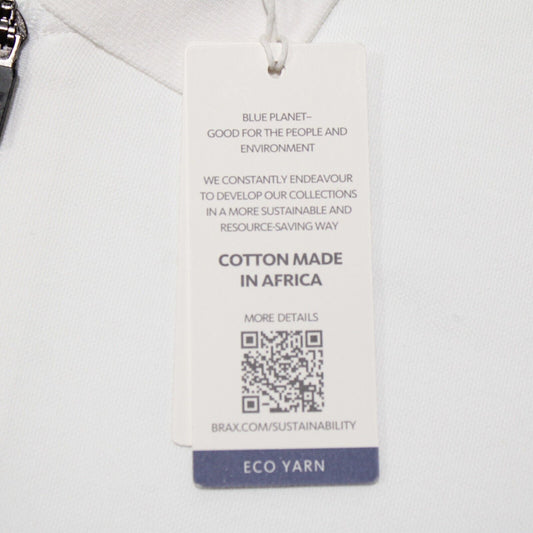 BLUE PLANET–
GOOD FOR THE PEOPLE AND
ENVIRONMENT
WE CONSTANTLY ENDEAVOUR
TO DEVELOP OUR COLLECTIONS
IN A MORE SUSTAINABLE AND
RESOURCE-SAVING WAY
COTTON MADE
IN AFRICA
MORE DETAILS
BRAX.COM/SUSTAINABILITY
ECO YARN